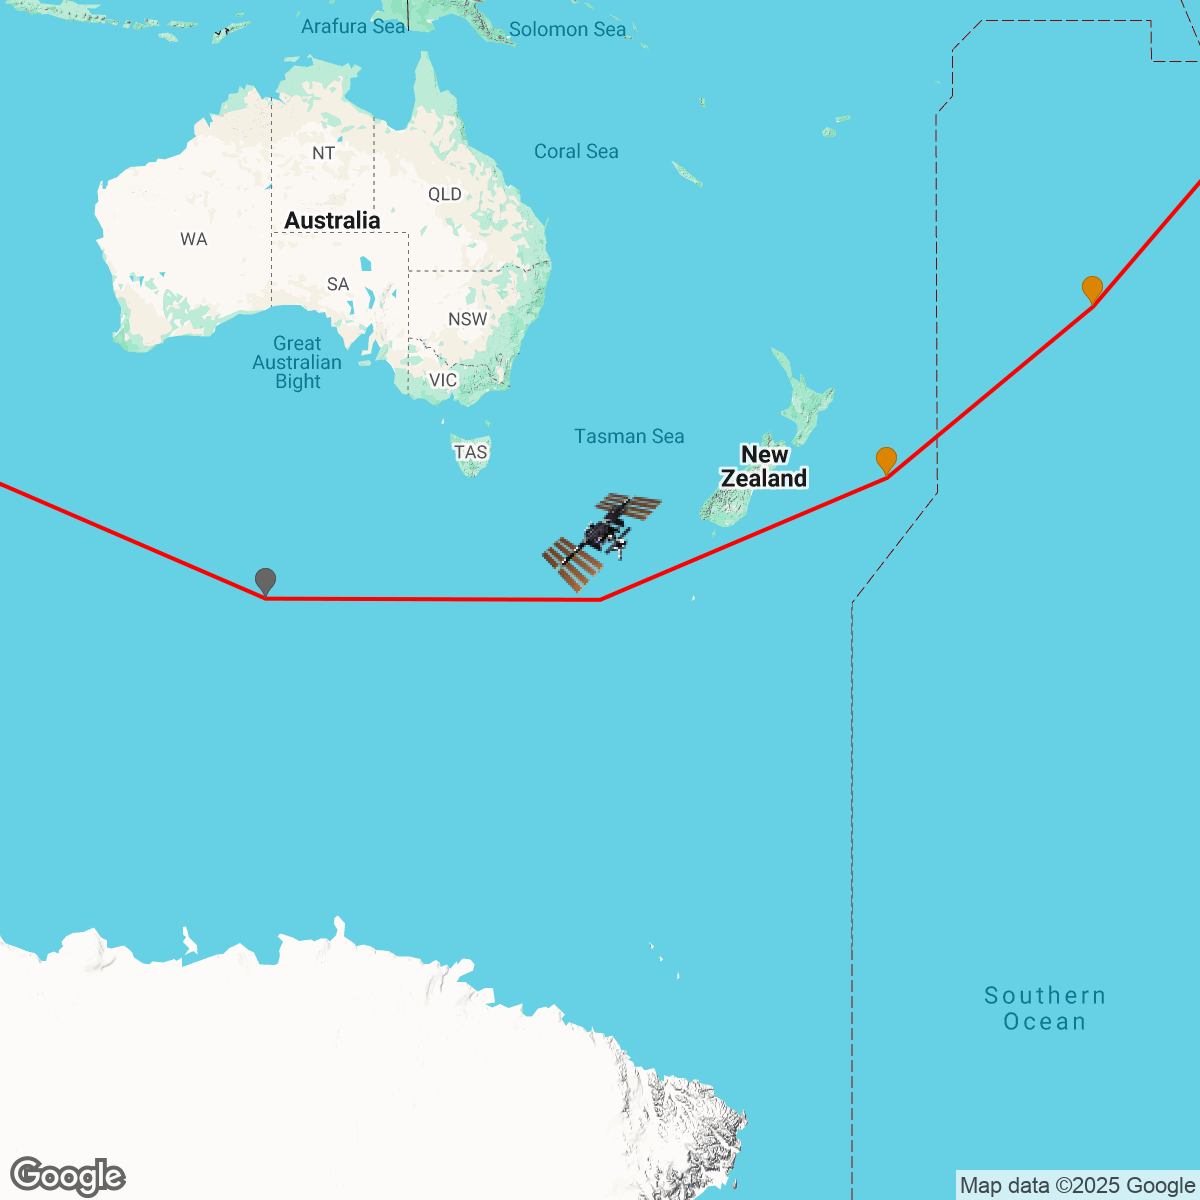 Arafura Sea
Solomon Sea
Coral Sea
NT
QLD
Australia
WA
SA
NSW
Great
Australian
Bight
VIC
Tasman Sea
TAS
New
Zealand
Southern
Ocean
Google
Map data ©2025 Google